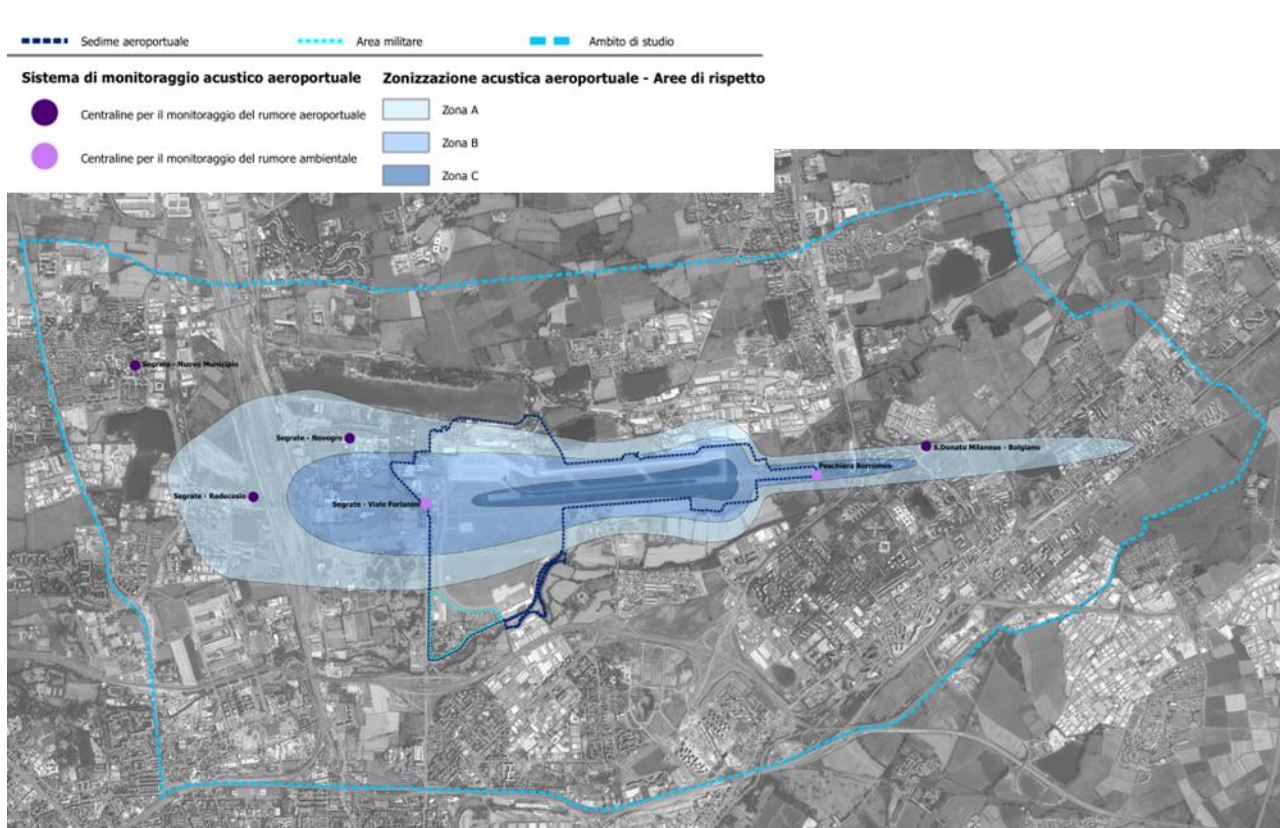 Sedime aeroportuale
Area militare
Ambito di studio
Sistema di monitoraggio acustico aeroportuale
Zonizzazione acustica aeroportuale - Aree di rispetto
Centraline per il monitoraggio del rumore aeroportuale
Zona A
Centraline per il monitoraggio del rumore ambientale
Zona B
Zona C
Segrate - Nuovo Municipio
Segrate - Novegro
S.Donato Milanese - Bolgiano
Peschiera Borromeo
Segrate - Redecesio
Segrate - Viale Forlanini